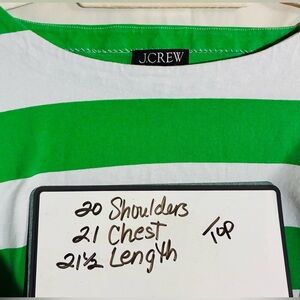 J.CREW
20 Shoulders
21 Chest
21½ Length
TOP